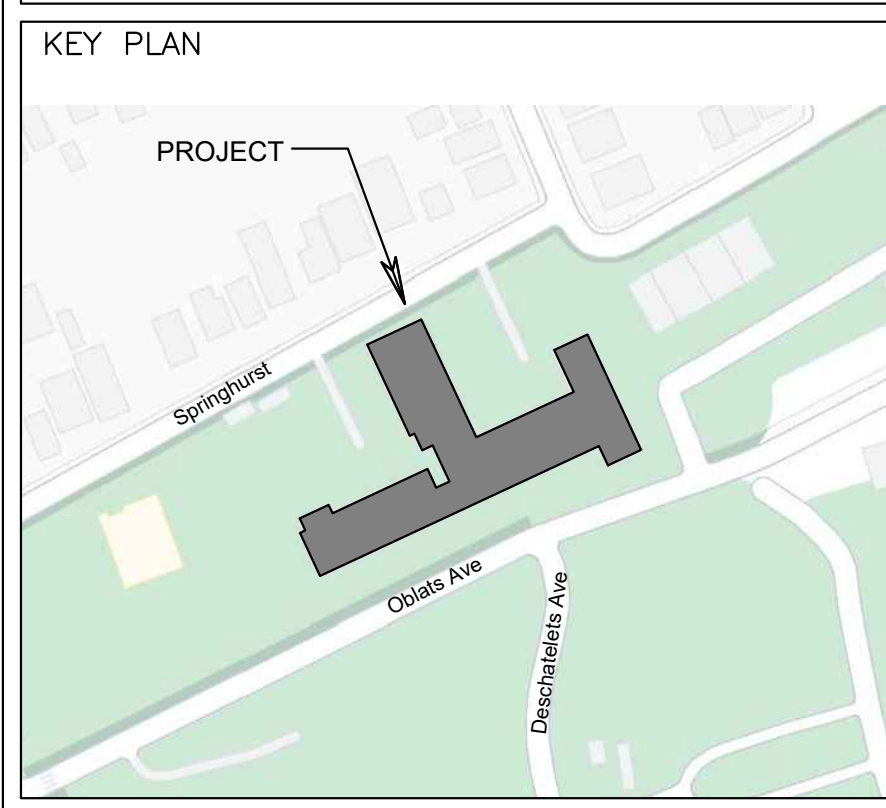 KEY PLAN
PROJECT
Springhurst
Oblats Ave
Deschatelets Ave